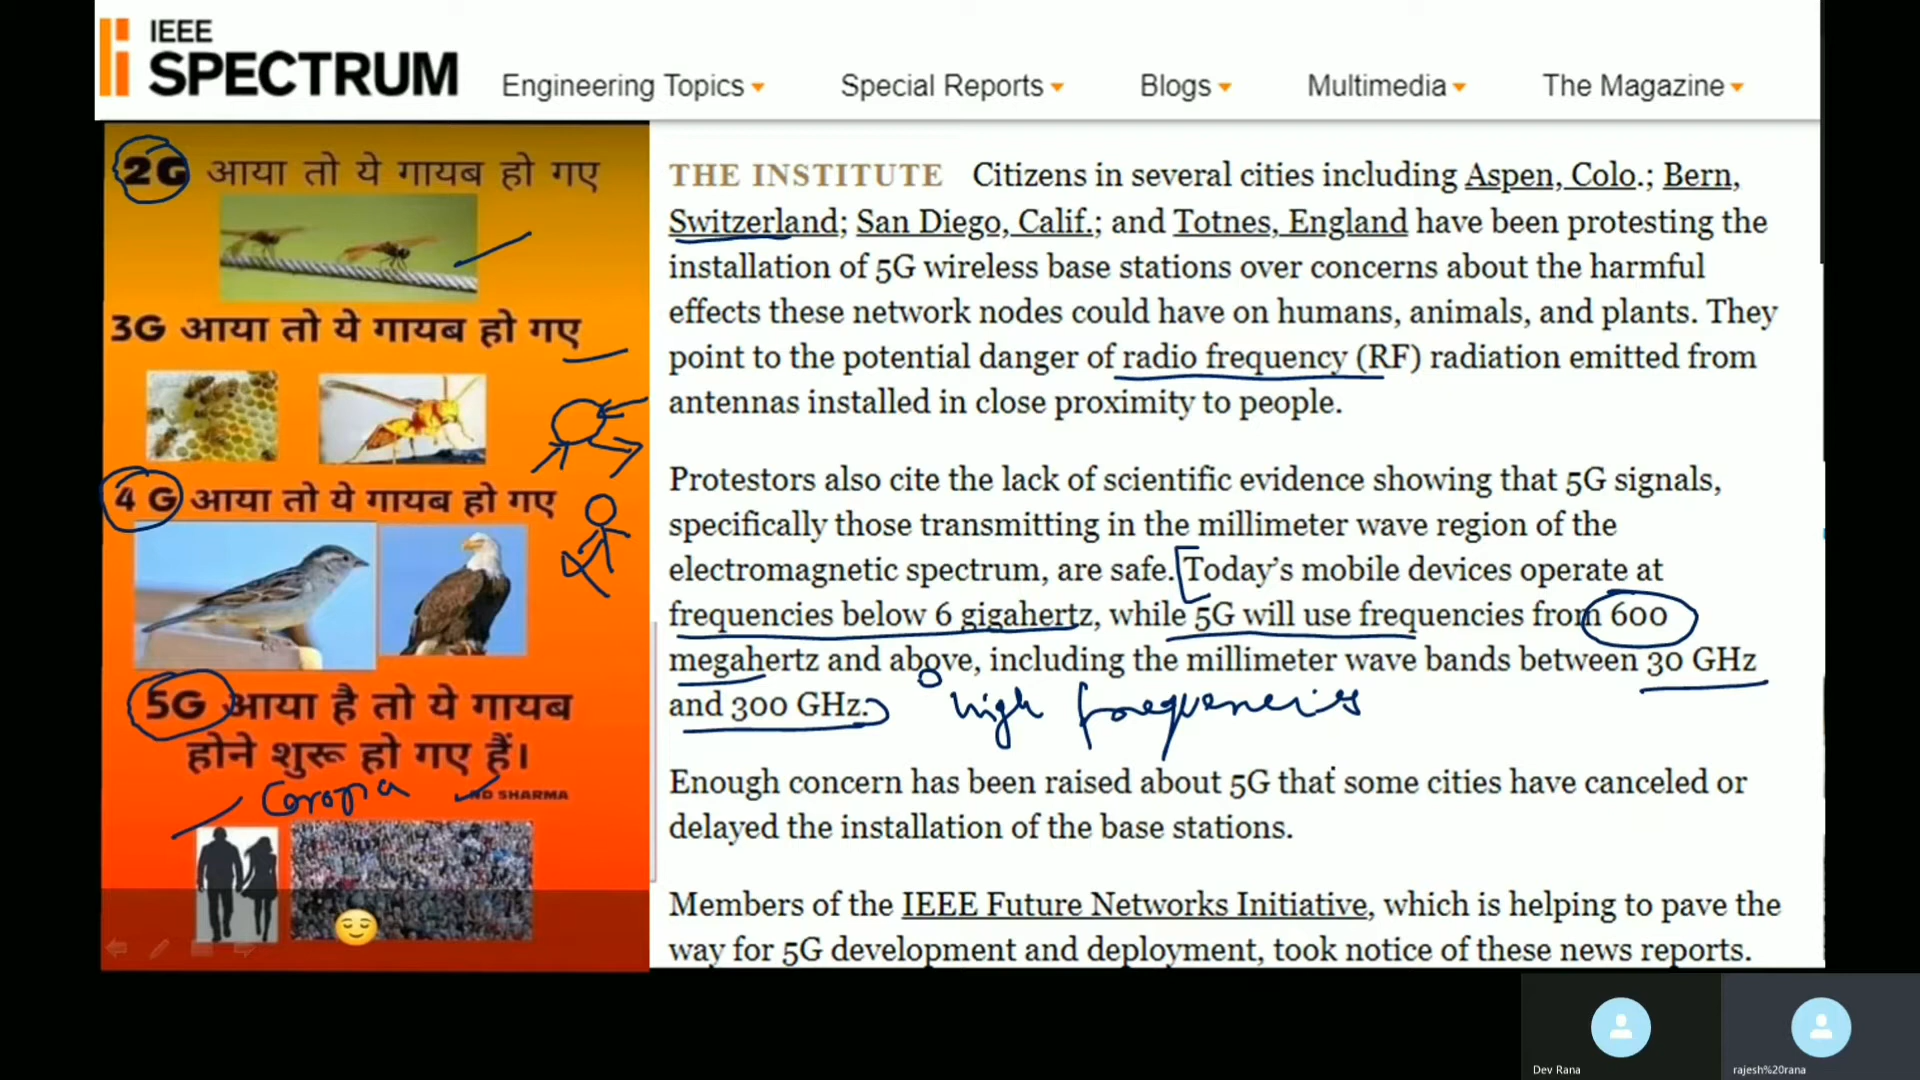 IEEE
SPECTRUM
Engineering Topics
Special Reports
Blogs
Multimedia
The Magazine
2G आया तो ये गायब हो गए
3G आया तो ये गायब हो गए
4 G आया तो ये गायब हो गए
5G आया है तो ये गायब
होने शुरू हो गए हैं।
Corona
ND SHARMA
THE INSTITUTE Citizens in several cities including Aspen, Colo.; Bern,
Switzerland; San Diego, Calif.; and Totnes, England have been protesting the
installation of 5G wireless base stations over concerns about the harmful
effects these network nodes could have on humans, animals, and plants. They
point to the potential danger of radio frequency (RF) radiation emitted from
antennas installed in close proximity to people.
Protestors also cite the lack of scientific evidence showing that 5G signals,
specifically those transmitting in the millimeter wave region of the
electromagnetic spectrum, are safe. Today's mobile devices operate at
frequencies below 6 gigahertz, while 5G will use frequencies from 600
megahertz and above, including the millimeter wave bands between 30 GHz
and 300 GHz.
high frequencies
Enough concern has been raised about 5G that some cities have canceled or
delayed the installation of the base stations.
Members of the IEEE Future Networks Initiative, which is helping to pave the
way for 5G development and deployment, took notice of these news reports.
Dev Rana
rajesh%20rana